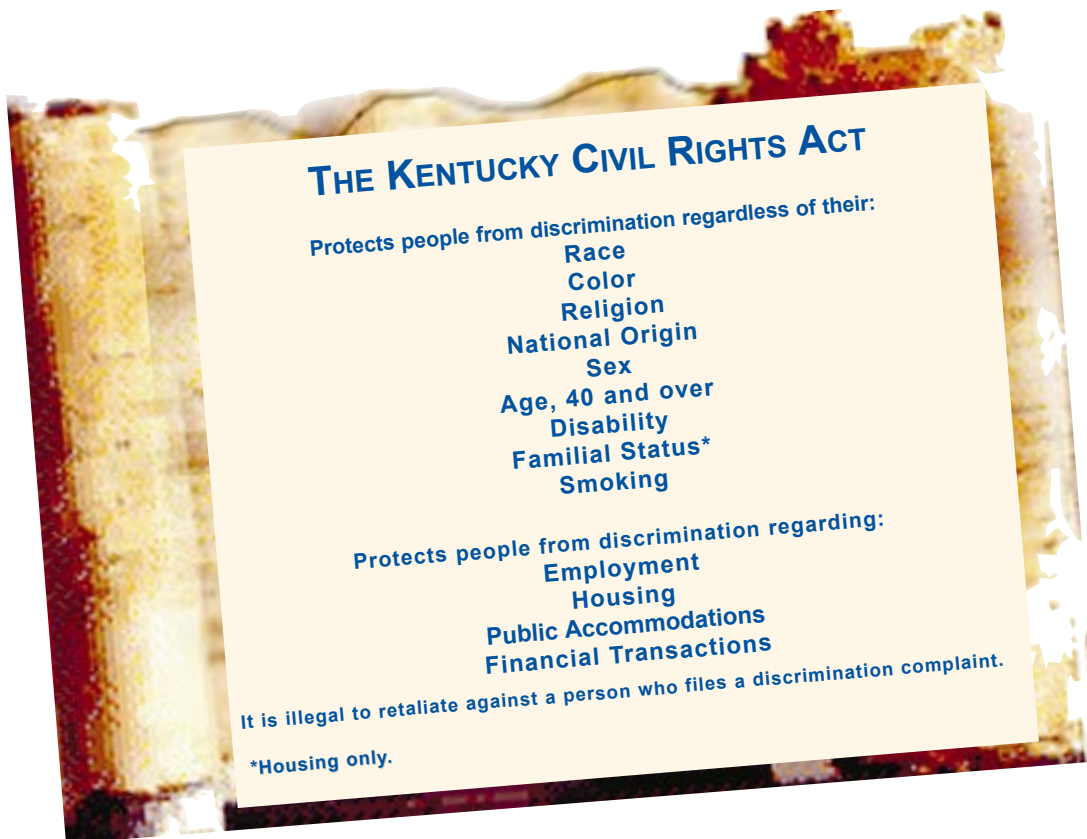 The Kentucky Civil Rights Act
Protects people from discrimination regardless of their:
Race
Color
Religion
National Origin
Sex
Age, 40 and over
Disability
Familial Status*
Smoking
Protects people from discrimination regarding:
Employment
Housing
Public Accommodations
Financial Transactions
It is illegal to retaliate against a person who files a discrimination complaint.
*Housing only.